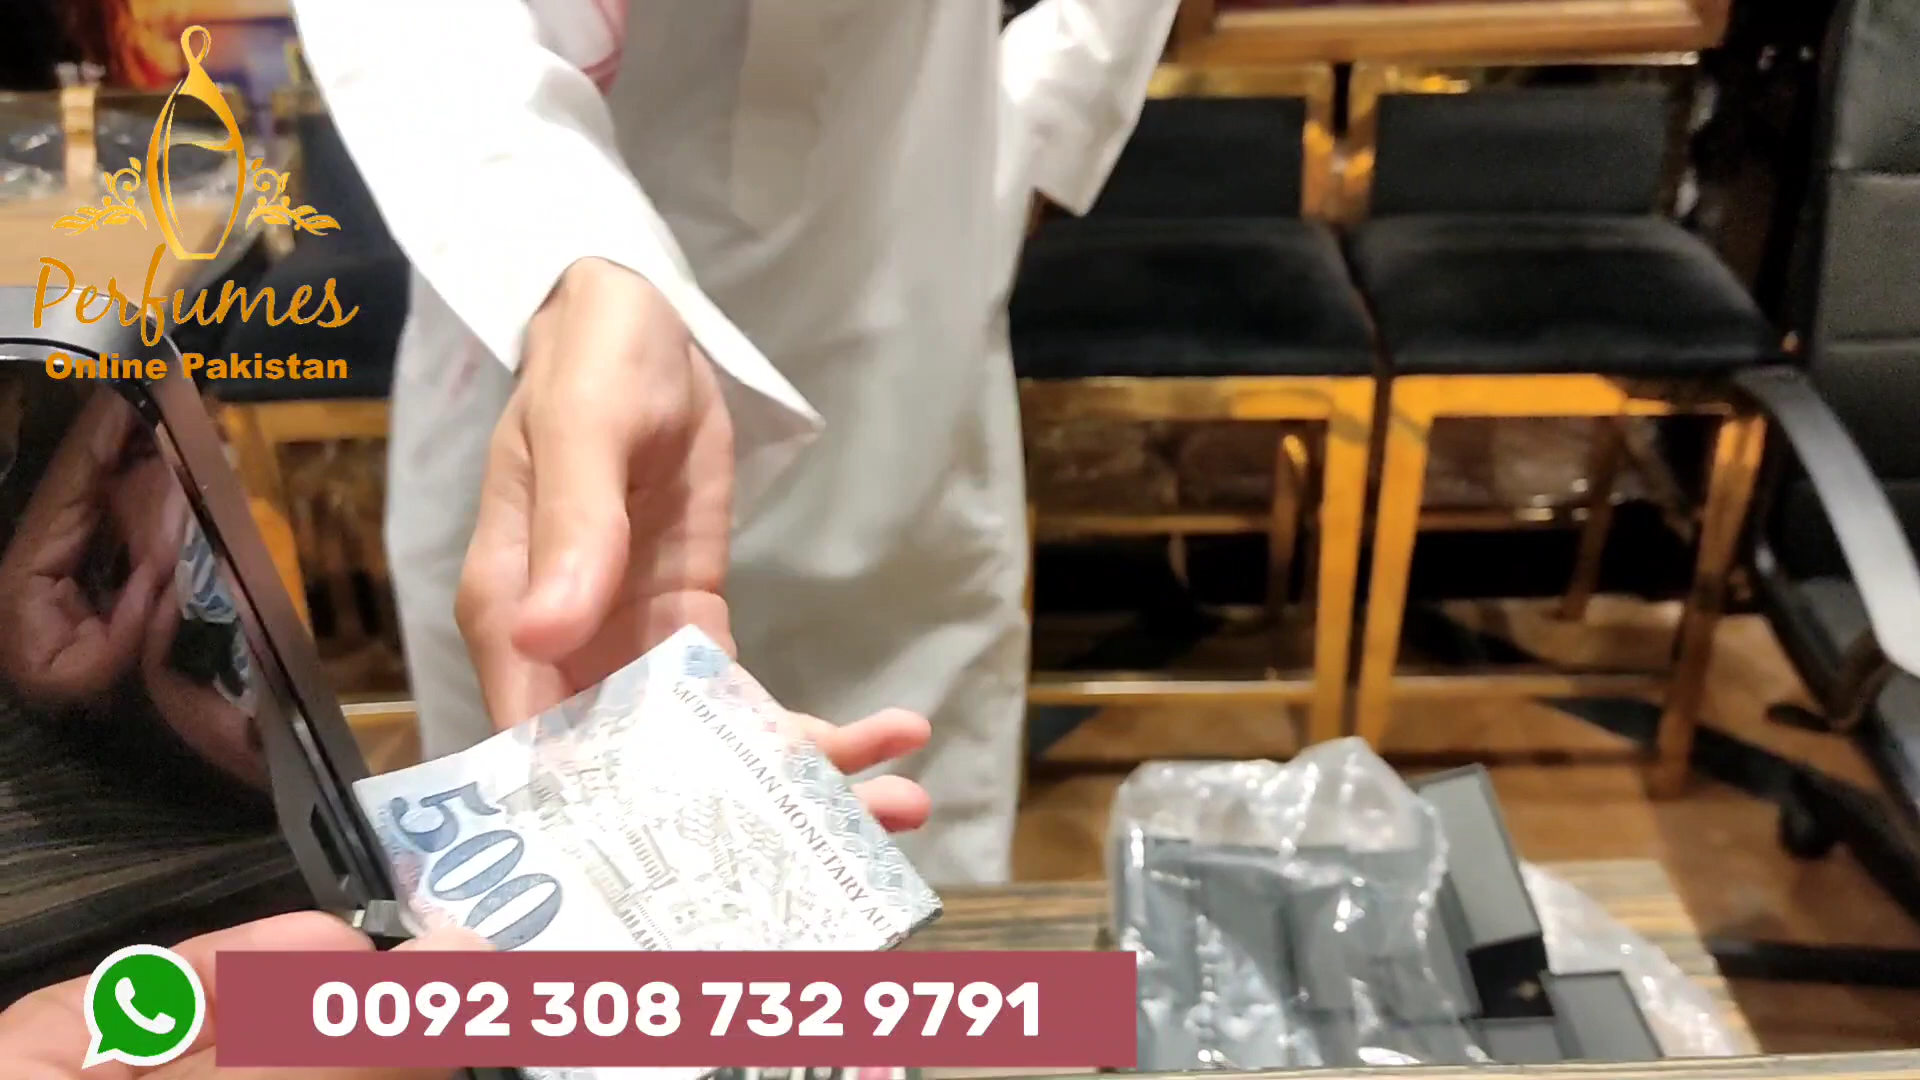 Perfumes
Online Pakistan
SAUDI ARABIAN MONETARY AU
500
0092 308 732 9791